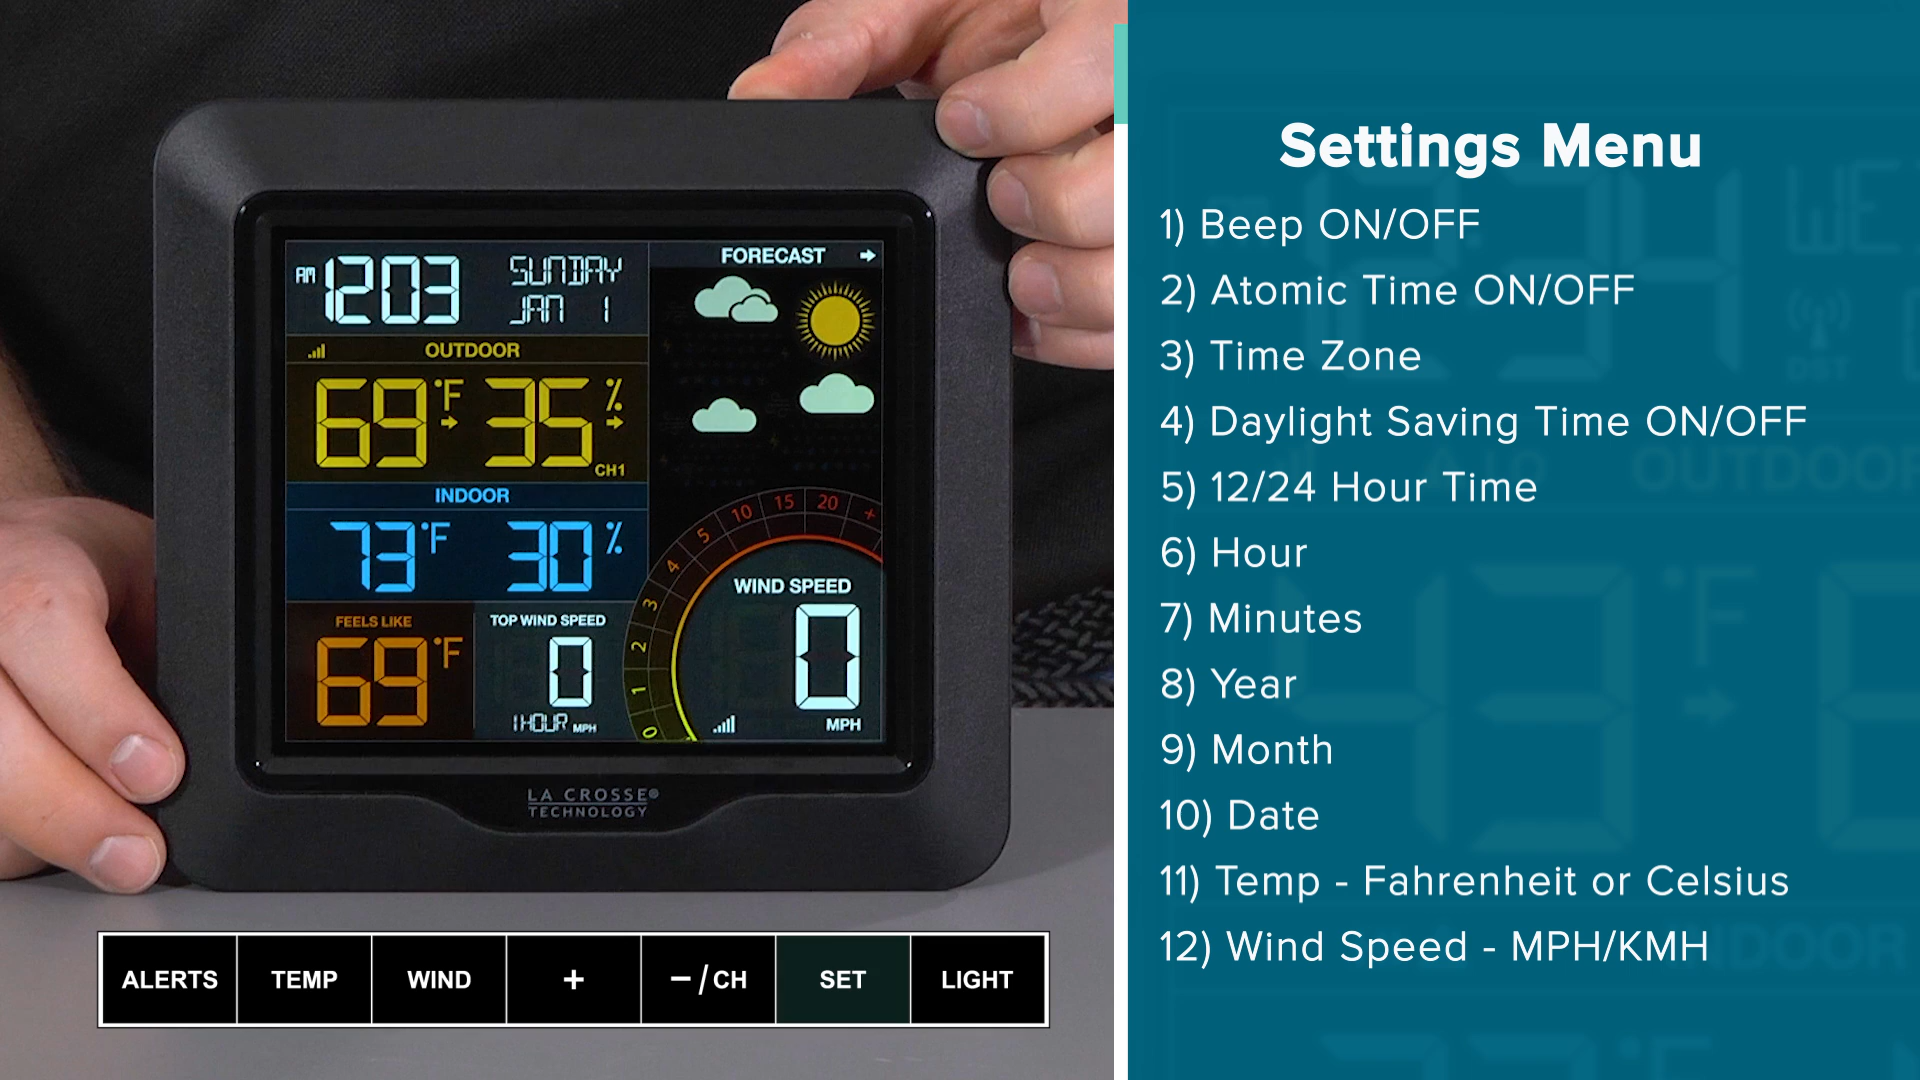 AM 12 03 SUNDAY
JAN 1
FORECAST
OUTDOOR
69 °F 35 %
CH1
INDOOR
73 °F 30 %
FEELS LIKE
69 °F
TOP WIND SPEED
0
1 HOUR MPH
0 1 2 3 4 5 10 15 20 +
WIND SPEED
0
MPH
LA CROSSE®
TECHNOLOGY
ALERTS TEMP WIND + −/CH SET LIGHT
Settings Menu
1) Beep ON/OFF
2) Atomic Time ON/OFF
3) Time Zone
4) Daylight Saving Time ON/OFF
5) 12/24 Hour Time
6) Hour
7) Minutes
8) Year
9) Month
10) Date
11) Temp - Fahrenheit or Celsius
12) Wind Speed - MPH/KMH